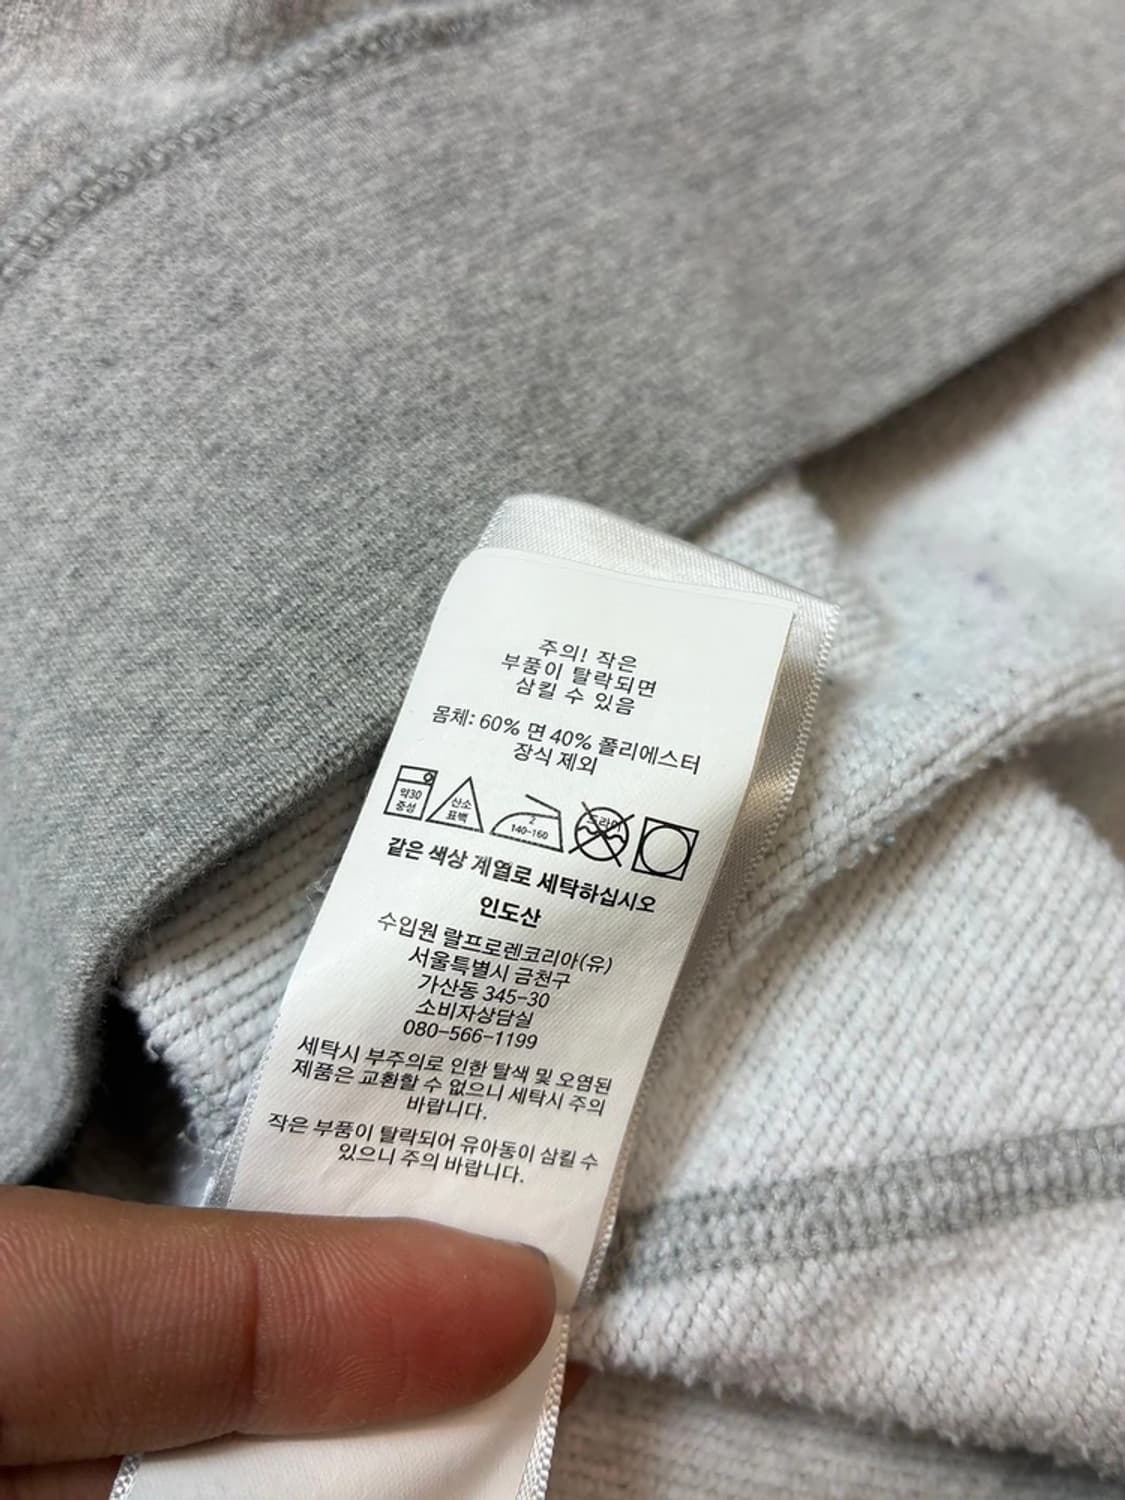 주의! 작은
부품이 탈락되면
삼킬 수 있음
몸체: 60% 면 40% 폴리에스터
장식 제외
약30
중성
산소
표백
2
140-160
드라이
같은 색상 계열로 세탁하십시오
인도산
수입원 랄프로렌코리아(유)
서울특별시 금천구
가산동 345-30
소비자상담실
080-566-1199
세탁시 부주의로 인한 탈색 및 오염된
제품은 교환할 수 없으니 세탁시 주의
바랍니다.
작은 부품이 탈락되어 유아동이 삼킬 수
있으니 주의 바랍니다.